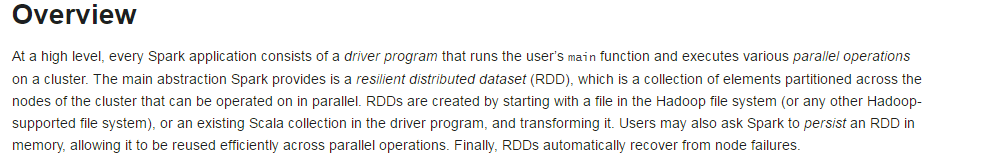 Overview
At a high level, every Spark application consists of a driver program that runs the user's main function and executes various parallel operations
on a cluster. The main abstraction Spark provides is a resilient distributed dataset (RDD), which is a collection of elements partitioned across the
nodes of the cluster that can be operated on in parallel. RDDs are created by starting with a file in the Hadoop file system (or any other Hadoop-
supported file system), or an existing Scala collection in the driver program, and transforming it. Users may also ask Spark to persist an RDD in
memory, allowing it to be reused efficiently across parallel operations. Finally, RDDs automatically recover from node failures.